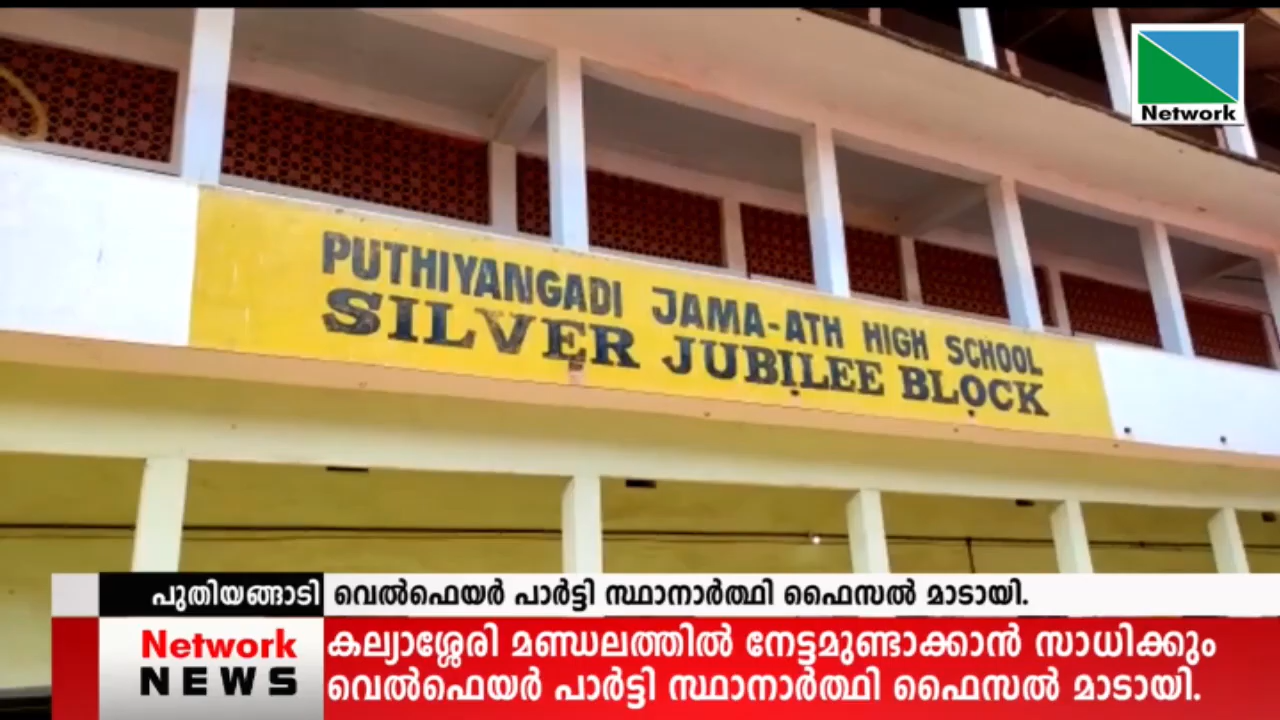 Network
PUTHIYANGADI JAMA-ATH HIGH SCHOOL
SILVER JUBILEE BLOCK
പുതിയങ്ങാടി വെൽഫെയർ പാർട്ടി സ്ഥാനാർത്ഥി ഫൈസൽ മാടായി.
Network
NEWS
കല്യാശ്ശേരി മണ്ഡലത്തിൽ നേട്ടമുണ്ടാക്കാൻ സാധിക്കും
വെൽഫെയർ പാർട്ടി സ്ഥാനാർത്ഥി ഫൈസൽ മാടായി.